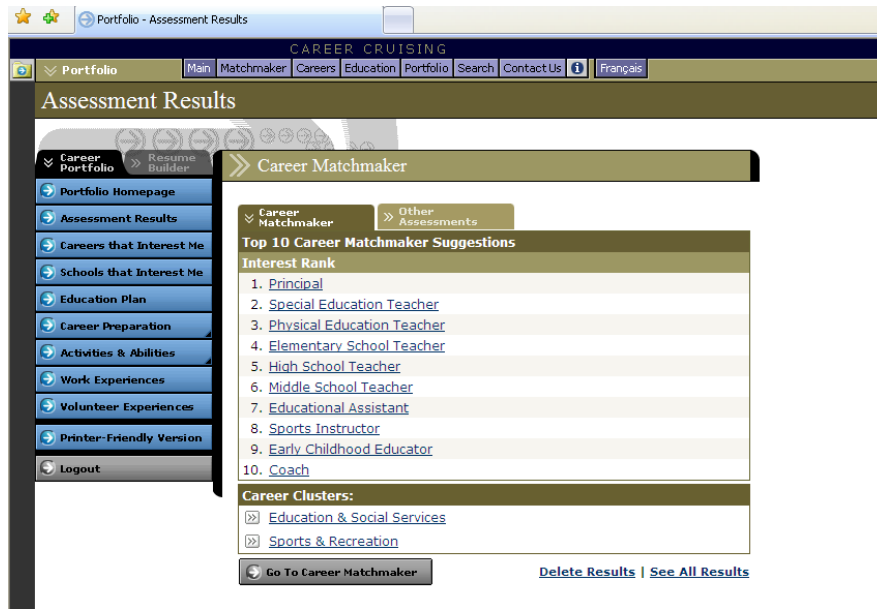 Portfolio - Assessment Results
CAREER CRUISING
Portfolio Main Matchmaker Careers Education Portfolio Search Contact Us i Français
Assessment Results
Career Portfolio
Resume Builder
Career Matchmaker
Portfolio Homepage
Assessment Results
Careers that Interest Me
Schools that Interest Me
Education Plan
Career Preparation
Activities & Abilities
Work Experiences
Volunteer Experiences
Printer-Friendly Version
Logout
Career Matchmaker
Other Assessments
Top 10 Career Matchmaker Suggestions
Interest Rank
1. Principal
2. Special Education Teacher
3. Physical Education Teacher
4. Elementary School Teacher
5. High School Teacher
6. Middle School Teacher
7. Educational Assistant
8. Sports Instructor
9. Early Childhood Educator
10. Coach
Career Clusters:
Education & Social Services
Sports & Recreation
Go To Career Matchmaker
Delete Results | See All Results